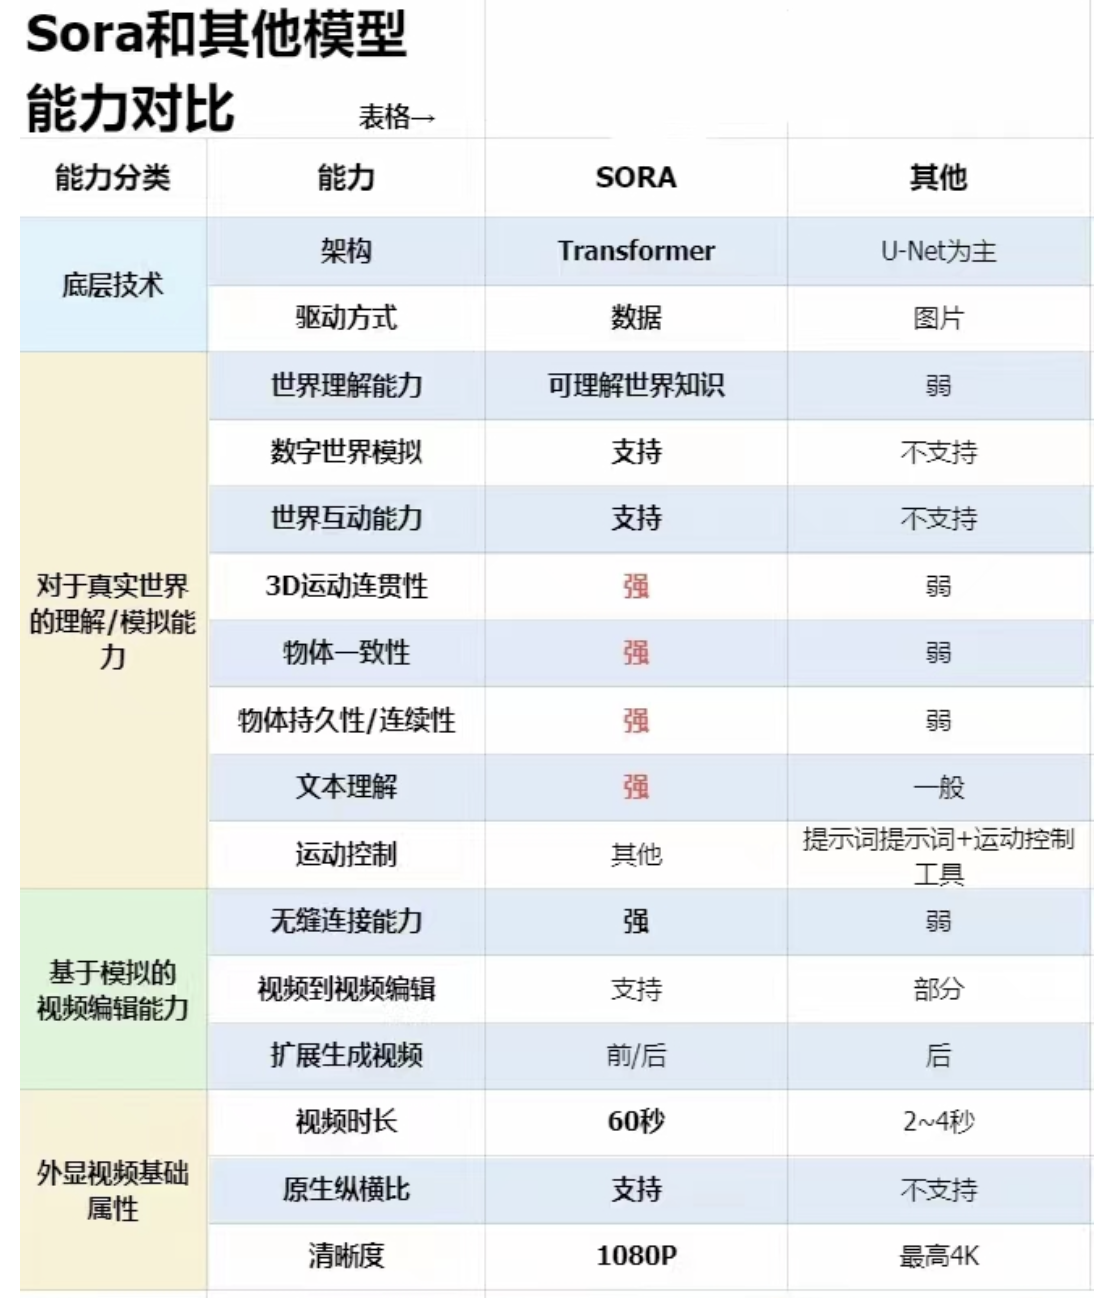 Sora和其他模型
能力对比
表格→
能力分类 能力 SORA 其他
底层技术
架构 Transformer U-Net为主
驱动方式 数据 图片
对于真实世界
的理解/模拟能
力
世界理解能力 可理解世界知识 弱
数字世界模拟 支持 不支持
世界互动能力 支持 不支持
3D运动连贯性 强 弱
物体一致性 强 弱
物体持久性/连续性 强 弱
文本理解 强 一般
运动控制 其他 提示词提示词+运动控制
工具
基于模拟的
视频编辑能力
无缝连接能力 强 弱
视频到视频编辑 支持 部分
扩展生成视频 前/后 后
外显视频基础
属性
视频时长 60秒 2~4秒
原生纵横比 支持 不支持
清晰度 1080P 最高4K